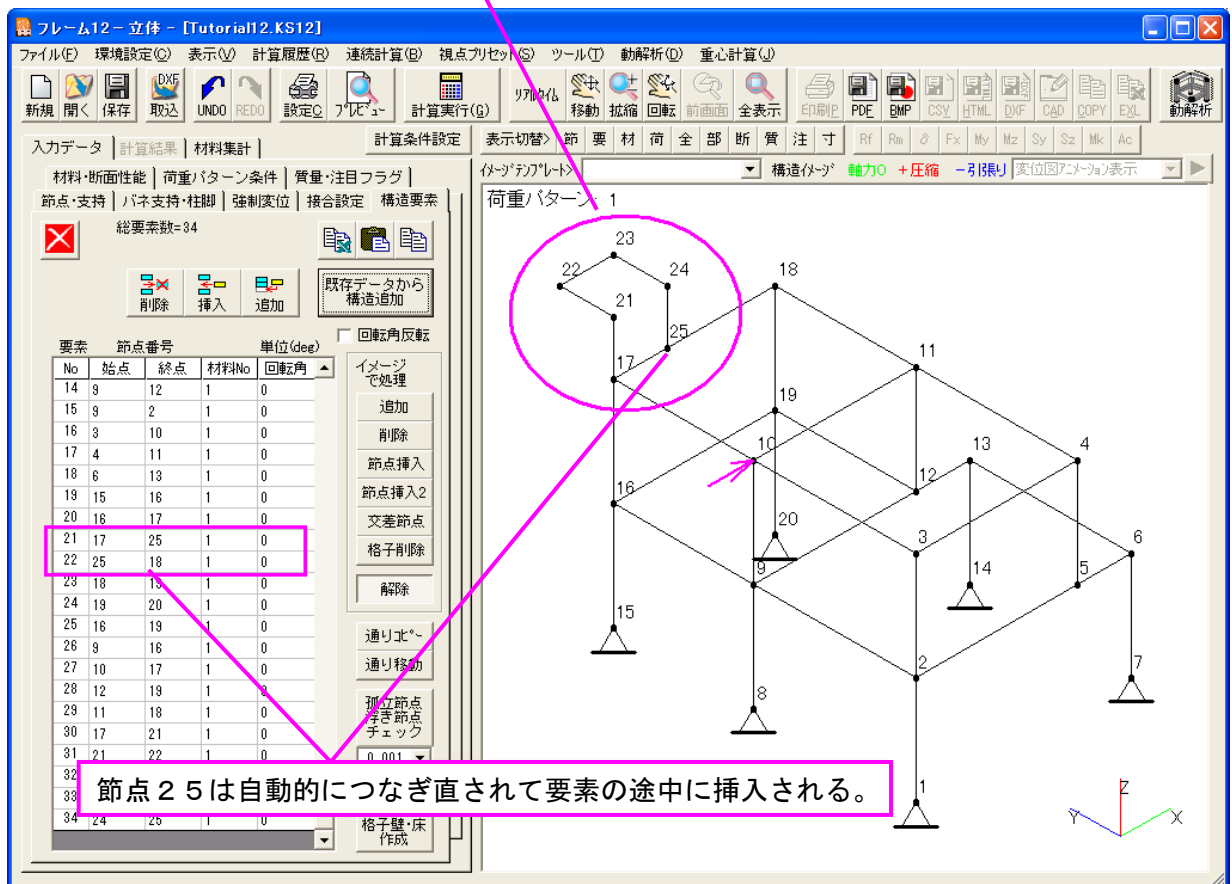 フレーム12－立体 - [Tutorial12.KS12]
ファイル(F) 環境設定(C) 表示(V) 計算履歴(R) 連続計算(B) 視点プリセット(S) ツール(T) 動解析(D) 重心計算(J)
DXF
新規 開く 保存 取込 UNDO REDO 設定C ﾌﾟﾚﾋﾞｭｰ 計算実行(G) ﾘｱﾙﾀｲﾑ 移動 拡縮 回転 前画面 全表示 印刷P PDF BMP CSV HTML DXF CAD COPY EXL 動解析
入力データ 計算結果 材料集計 計算条件設定
表示切替> 節 要 材 荷 全 部 断 質 注 寸 Rf Rm δ Fx My Mz Sy Sz Mk Ac
材料・断面性能 荷重パターン条件 質量・注目フラグ
節点・支持 バネ支持・柱脚 強制変位 接合設定 構造要素
ｲﾒｰｼﾞﾃﾝﾌﾟﾚｰﾄ> 構造ｲﾒｰｼﾞ 軸力0 +圧縮 -引張り 変位図ｱﾆﾒｰｼｮﾝ表示
総要素数=34
削除 挿入 追加
既存データから
構造追加
回転角反転
要素 節点番号 単位(deg)
No 始点 終点 材料No 回転角
14 9 12 1 0
15 9 2 1 0
16 3 10 1 0
17 4 11 1 0
18 6 13 1 0
19 15 16 1 0
20 16 17 1 0
21 17 25 1 0
22 25 18 1 0
23 18 19 1 0
24 19 20 1 0
25 16 19 1 0
26 9 16 1 0
27 10 17 1 0
28 12 19 1 0
29 11 18 1 0
30 17 21 1 0
31 21 22 1 0
32
33
34 24 25 1 0
イメージ
で処理
追加
削除
節点挿入
節点挿入2
交差節点
格子削除
解除
通りｺﾋﾟｰ
通り移動
孤立節点
浮き節点
チェック
0.001
格子壁・床
作成
荷重パターン: 1
23
22
24
18
21
25
17
11
19
10
13
4
12
16
20
3
6
9
14
5
15
2
7
8
1
Z
Y
X
節点２５は自動的につなぎ直されて要素の途中に挿入される。